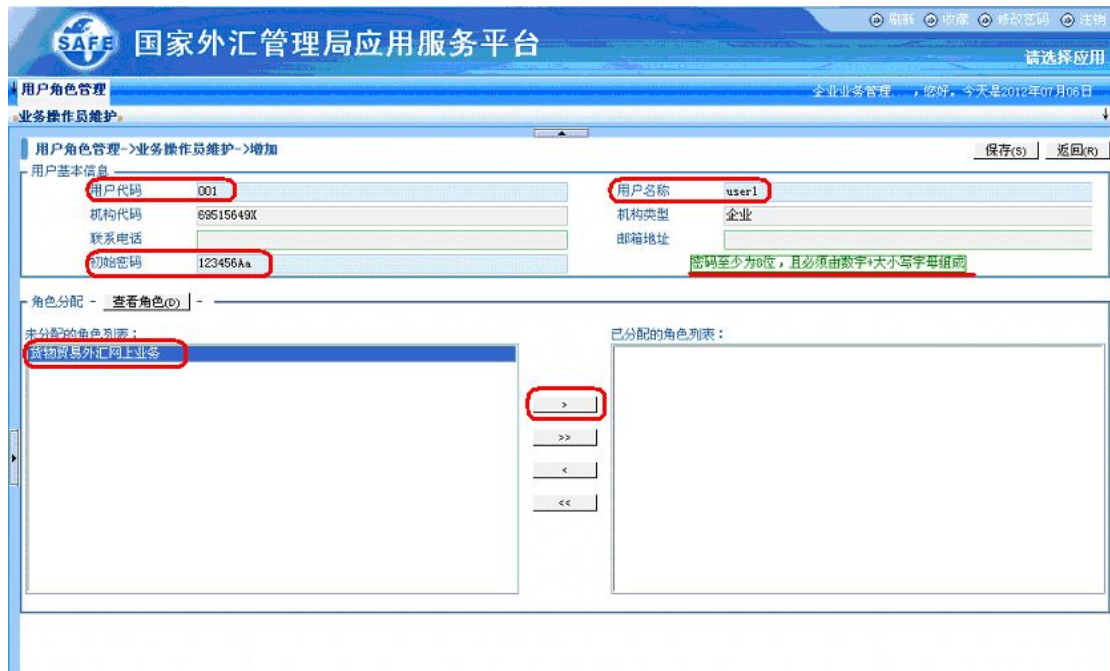 刷新 收藏 修改密码 注销
SAFE 国家外汇管理局应用服务平台
请选择应用
用户角色管理
企业业务管理...，您好。今天是2012年07月06日
业务操作员维护
用户角色管理->业务操作员维护->增加 保存(S) 返回(R)
用户基本信息
用户代码 001 用户名称 user1
机构代码 69515649X 机构类型 企业
联系电话 邮箱地址
初始密码 123456Aa 密码至少为8位，且必须由数字+大小写字母组成
角色分配 - 查看角色(D) -
未分配的角色列表： 已分配的角色列表：
货物贸易外汇网上业务
>
>>
<
<<